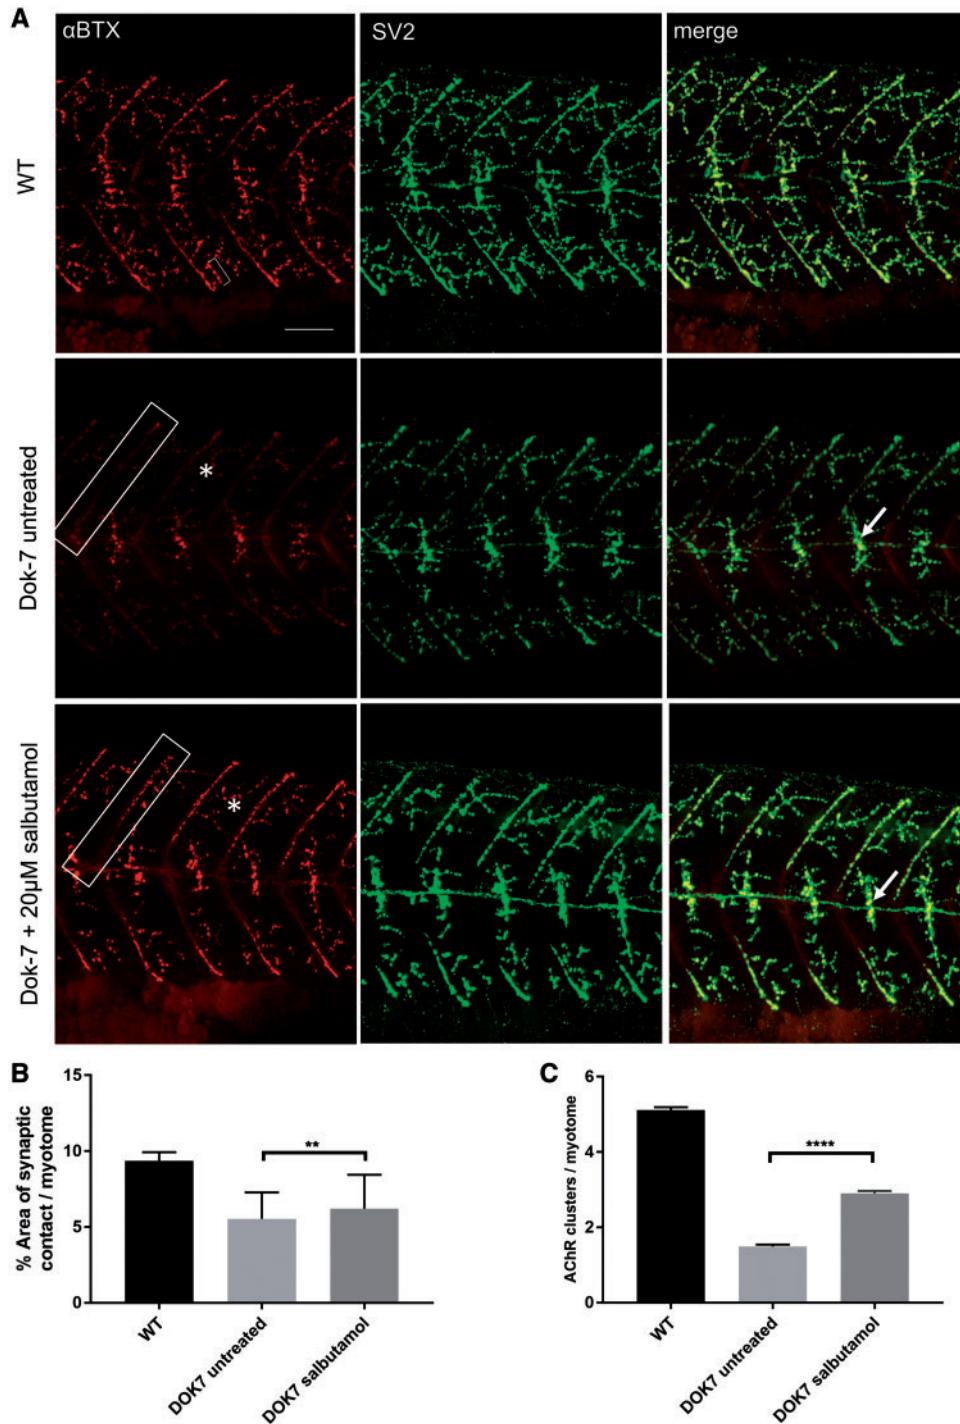 A
αBTX
SV2
merge
WT
Dok-7 untreated
*
Dok-7 + 20μM salbutamol
*
B
% Area of synaptic
contact / myotome
15
10
5
0
**
WT
DOK7 untreated
DOK7 salbutamol
C
AChR clusters / myotome
6
4
2
0
****
WT
DOK7 untreated
DOK7 salbutamol